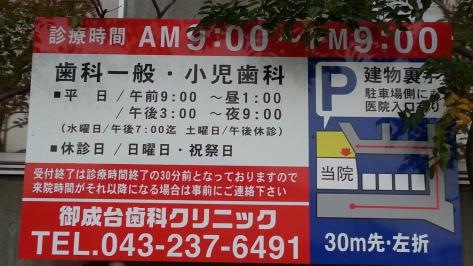 診療時間 AM9:00 PM9:00
歯科一般・小児歯科
■平 日/午前9:00 〜昼1:00
/午後3:00 〜夜9:00
(水曜日/午後7:00迄 土曜日/午後休診)
■休診日/日曜日・祝祭日
受付終了は診療時間終了の30分前となっておりますので
来院時間がそれ以降になる場合は事前にご連絡下さい
御成台歯科クリニック
TEL.043-237-6491
P 建物裏手
駐車場側に
医院入口あり
当院
30m先・左折